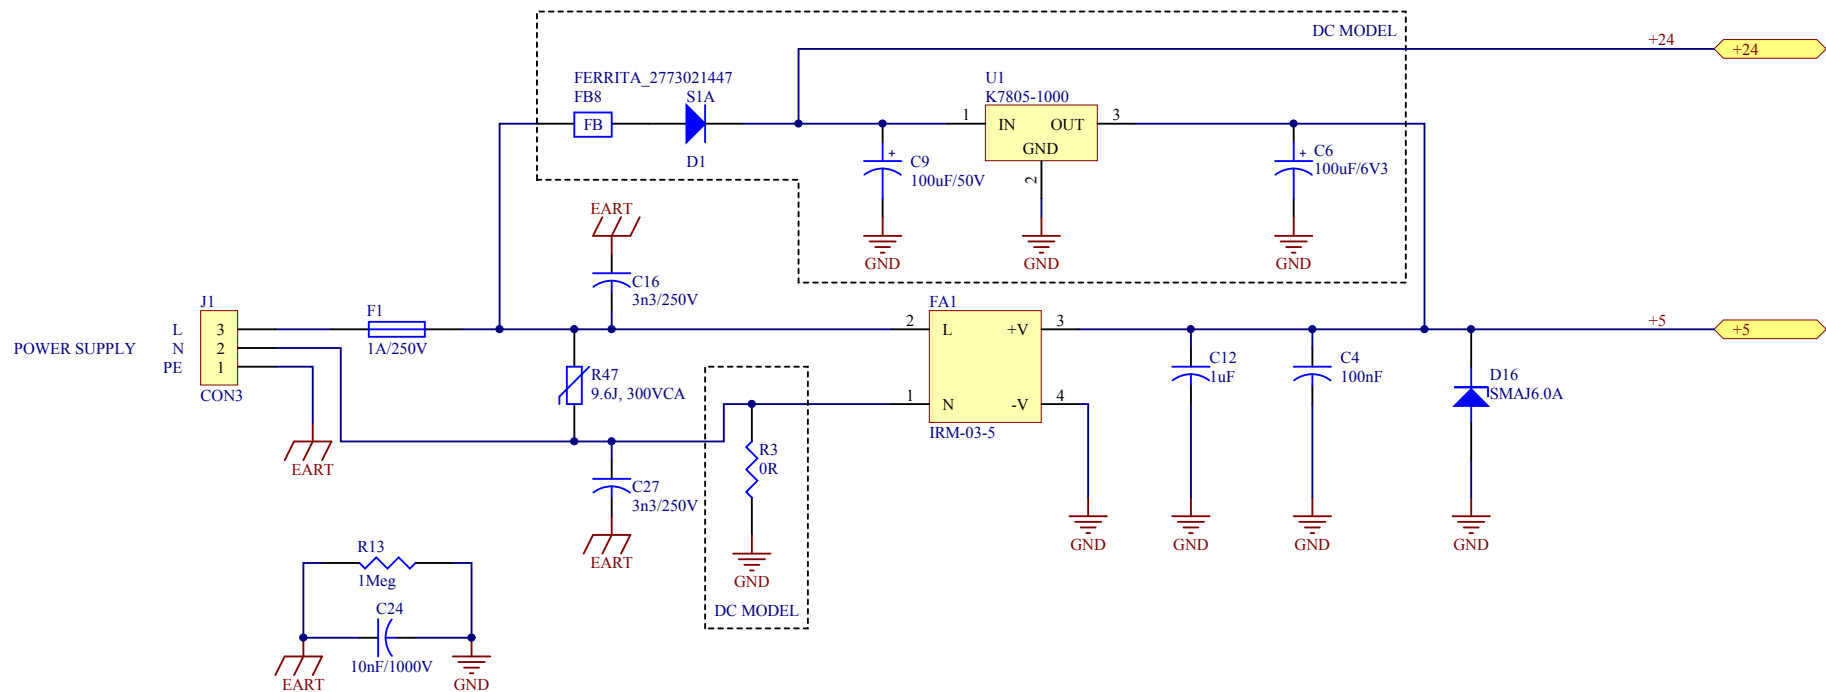 DC MODEL
+24
+24
FERRITA_2773021447
FB8
S1A
FB
D1
U1
K7805-1000
1
IN
OUT
3
GND
2
+
C9
100uF/50V
+
C6
100uF/6V3
GND
GND
GND
EART
C16
3n3/250V
J1
L
3
N
2
PE
1
CON3
POWER SUPPLY
F1
1A/250V
FA1
2
L
+V
3
1
N
-V
4
IRM-03-5
+5
+5
R47
9.6J, 300VCA
C12
1uF
C4
100nF
D16
SMAJ6.0A
EART
R3
0R
C27
3n3/250V
EART
GND
DC MODEL
GND
GND
GND
GND
R13
1Meg
C24
10nF/1000V
EART
GND